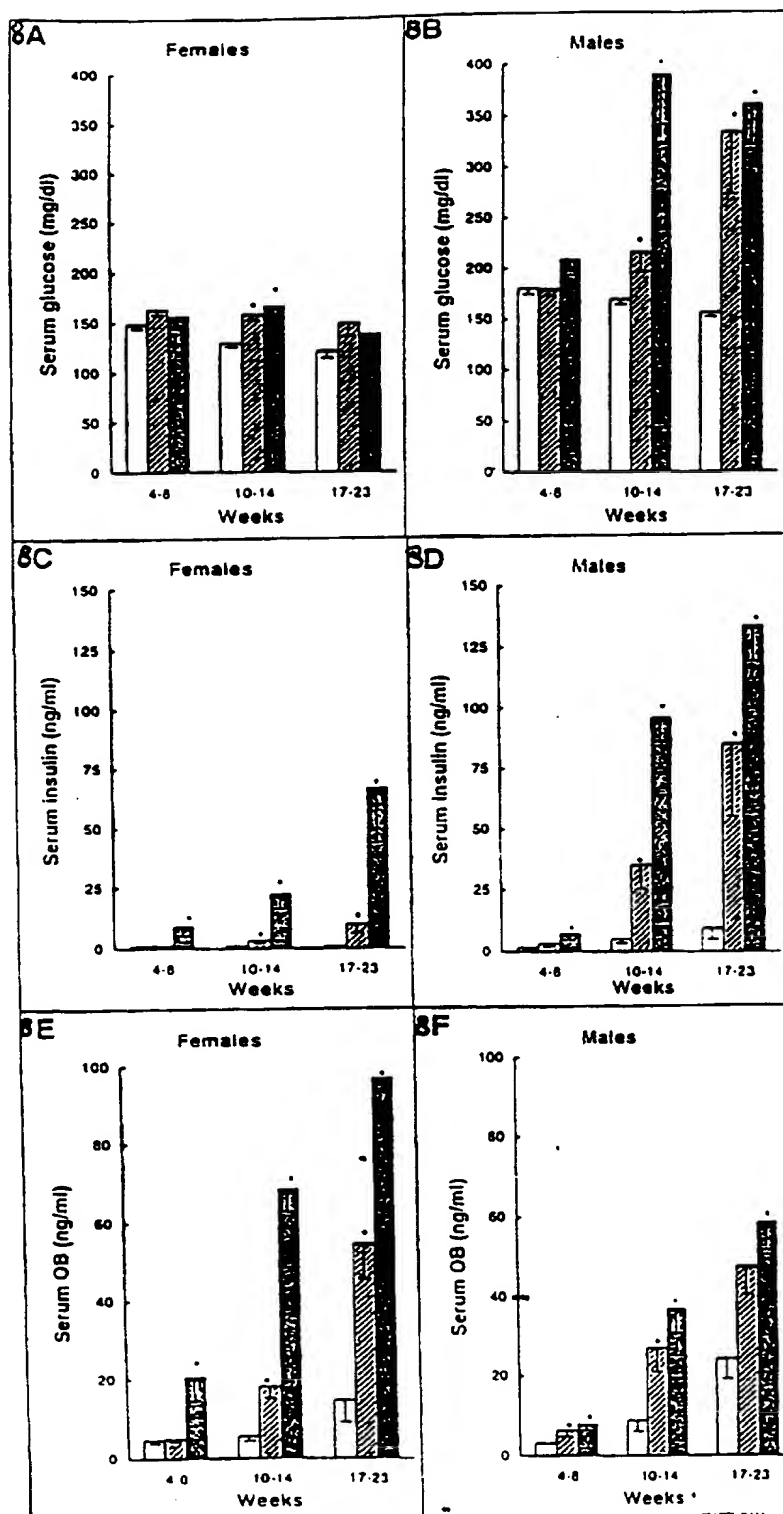 8A
Females
Serum glucose (mg/dl)
400
350
300
250
200
150
100
50
0
4-8
10-14
17-23
Weeks
8B
Males
Serum glucose (mg/dl)
400
350
300
250
200
150
100
50
0
4-8
10-14
17-23
Weeks
8C
Females
Serum insulin (ng/ml)
150
125
100
75
50
25
0
4-8
10-14
17-23
Weeks
8D
Males
Serum insulin (ng/ml)
150
125
100
75
50
25
0
4-8
10-14
17-23
Weeks
8E
Females
Serum OB (ng/ml)
100
80
60
40
20
0
10-14
17-23
Weeks
8F
Males
Serum OB (ng/ml)
100
80
60
40
20
0
4-8
10-14
17-23
Weeks